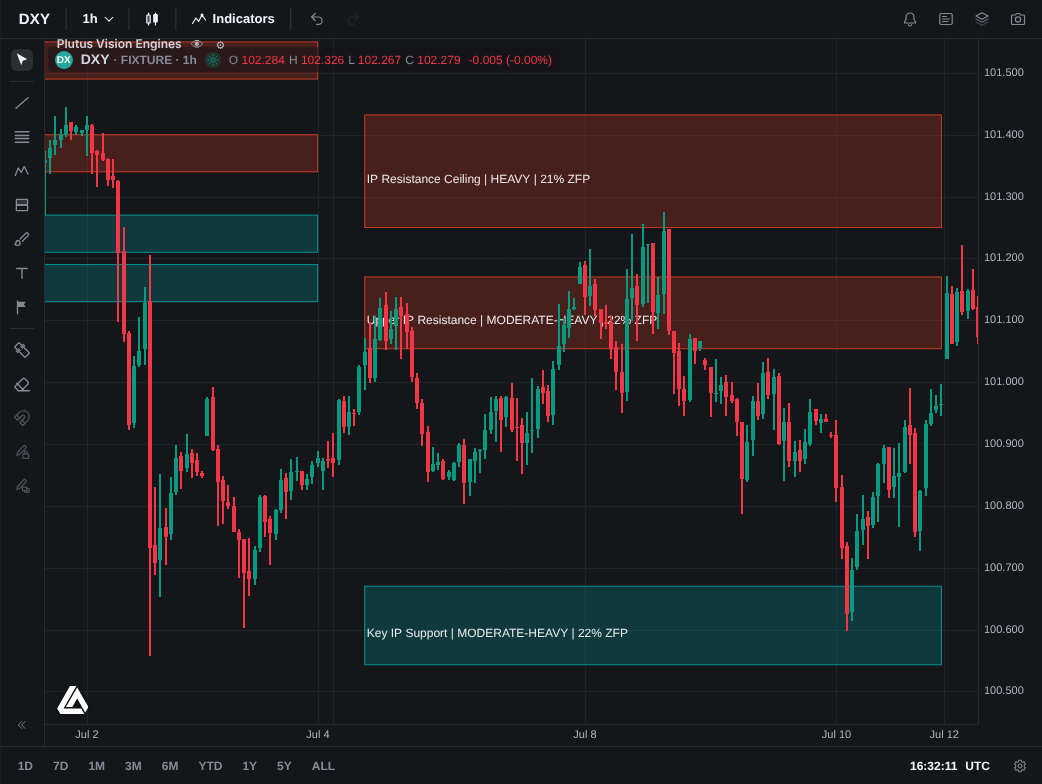 DXY 1h Indicators
Plutus Vision Engines
DX DXY · FIXTURE · 1h O 102.284 H 102.326 L 102.267 C 102.279 -0.005 (-0.00%)
101.500
101.400
IP Resistance Ceiling | HEAVY | 21% ZFP
101.300
101.200
Upper IP Resistance | MODERATE-HEAVY | 22% ZFP
101.100
101.000
100.900
100.800
100.700
Key IP Support | MODERATE-HEAVY | 22% ZFP
100.600
100.500
Jul 2 Jul 4 Jul 8 Jul 10 Jul 12
1D 7D 1M 3M 6M YTD 1Y 5Y ALL 16:32:11 UTC